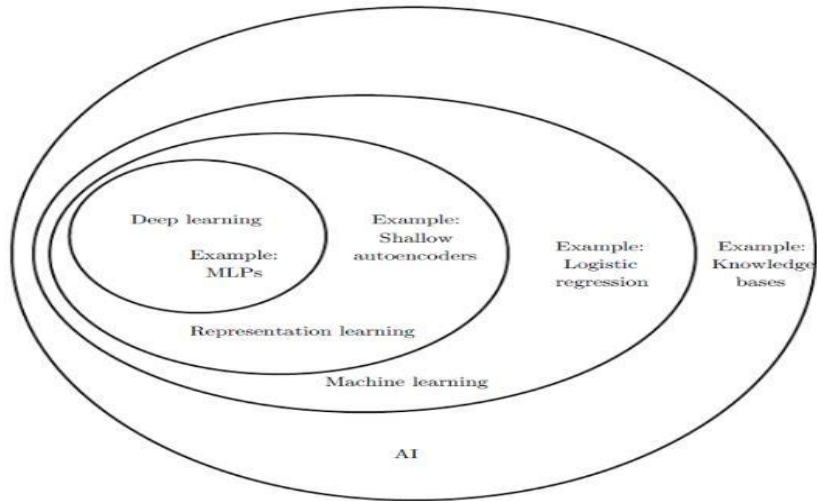 Deep learning
Example:
MLPs
Example:
Shallow
autoencoders
Example:
Logistic
regression
Example:
Knowledge
bases
Representation learning
Machine learning
AI